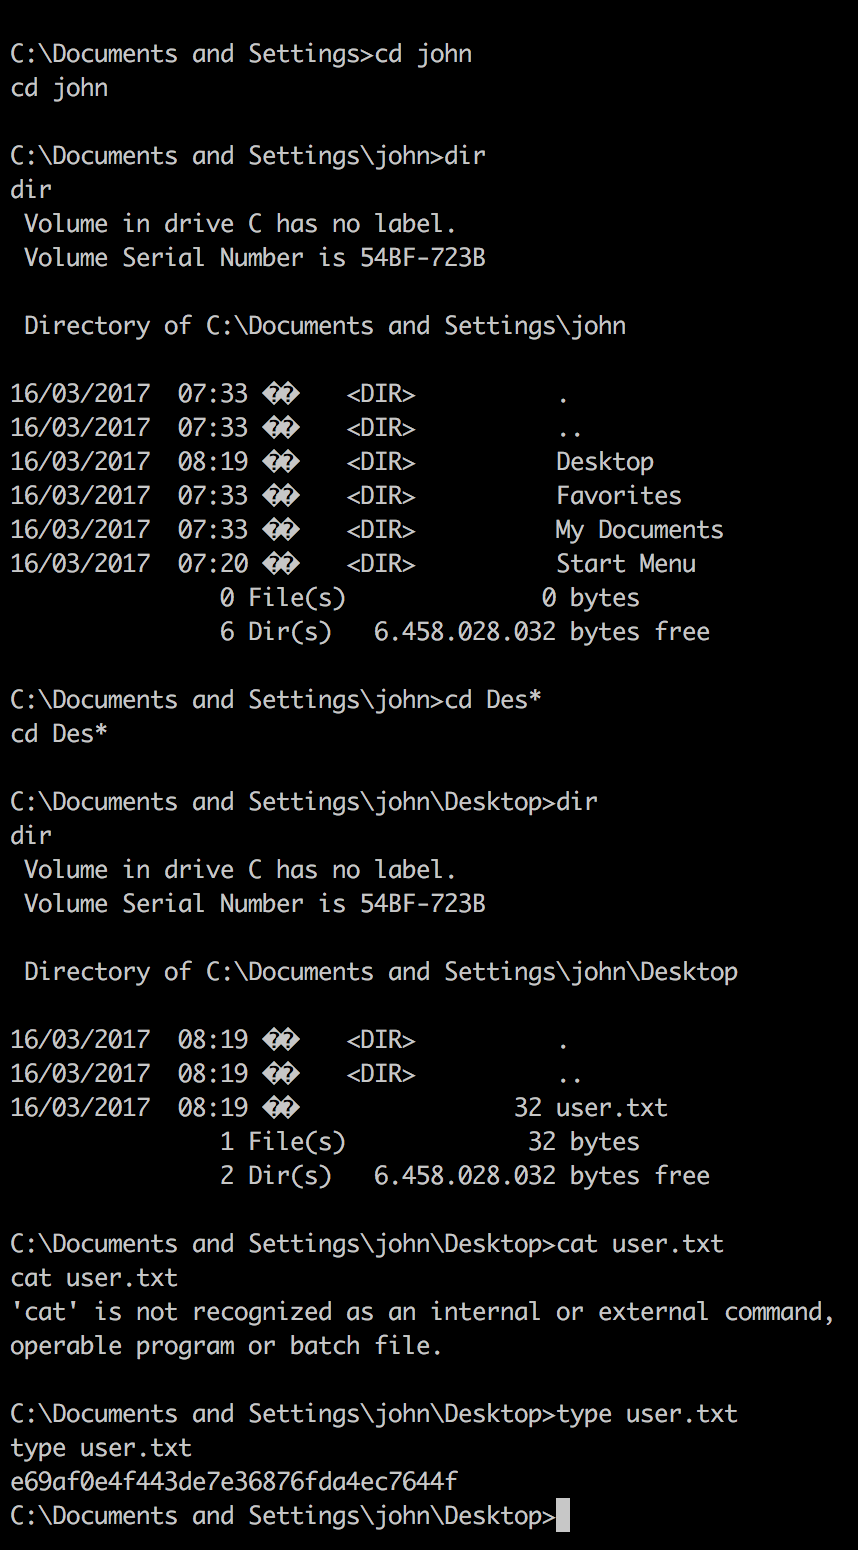 C:\Documents and Settings>cd john
cd john

C:\Documents and Settings\john>dir
dir
 Volume in drive C has no label.
 Volume Serial Number is 54BF-723B

 Directory of C:\Documents and Settings\john

16/03/2017  07:33 ��   <DIR>          .
16/03/2017  07:33 ��   <DIR>          ..
16/03/2017  08:19 ��   <DIR>          Desktop
16/03/2017  07:33 ��   <DIR>          Favorites
16/03/2017  07:33 ��   <DIR>          My Documents
16/03/2017  07:20 ��   <DIR>          Start Menu
               0 File(s)              0 bytes
               6 Dir(s)   6.458.028.032 bytes free

C:\Documents and Settings\john>cd Des*
cd Des*

C:\Documents and Settings\john\Desktop>dir
dir
 Volume in drive C has no label.
 Volume Serial Number is 54BF-723B

 Directory of C:\Documents and Settings\john\Desktop

16/03/2017  08:19 ��   <DIR>          .
16/03/2017  08:19 ��   <DIR>          ..
16/03/2017  08:19 ��               32 user.txt
               1 File(s)             32 bytes
               2 Dir(s)   6.458.028.032 bytes free

C:\Documents and Settings\john\Desktop>cat user.txt
cat user.txt
'cat' is not recognized as an internal or external command,
operable program or batch file.

C:\Documents and Settings\john\Desktop>type user.txt
type user.txt
e69af0e4f443de7e36876fda4ec7644f
C:\Documents and Settings\john\Desktop>